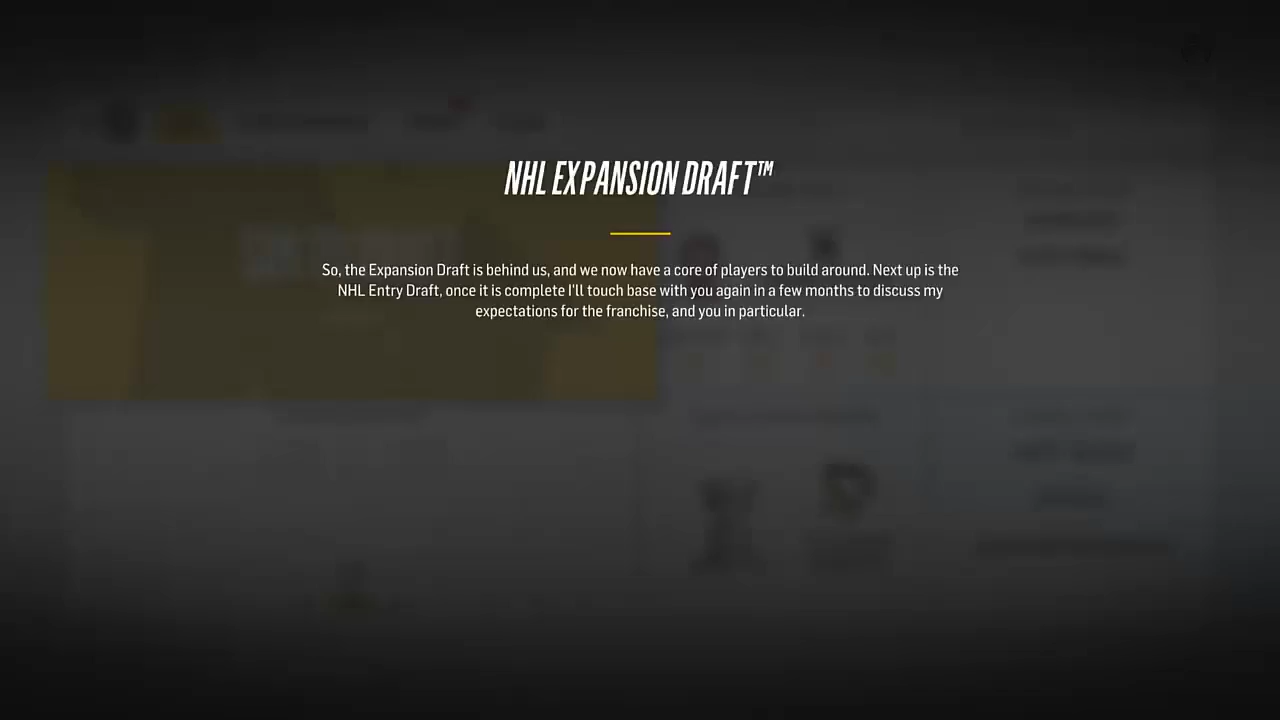 NHL EXPANSION DRAFT™
So, the Expansion Draft is behind us, and we now have a core of players to build around. Next up is the
NHL Entry Draft, once it is complete I'll touch base with you again in a few months to discuss my
expectations for the franchise, and you in particular.